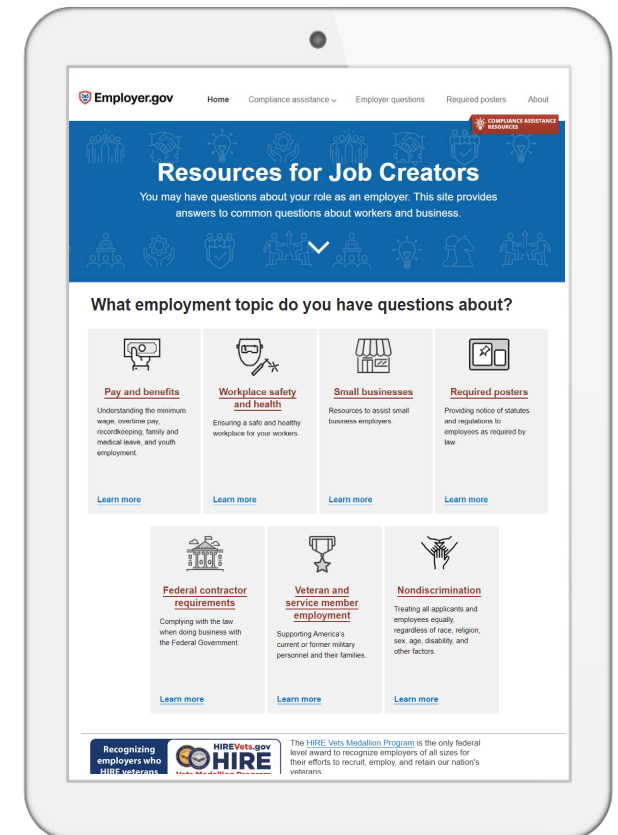 Employer.gov
Home Compliance assistance Employer questions Required posters About
COMPLIANCE ASSISTANCE
RESOURCES
Resources for Job Creators
You may have questions about your role as an employer. This site provides
answers to common questions about workers and business.
What employment topic do you have questions about?
Pay and benefits
Understanding the minimum
wage, overtime pay,
recordkeeping, family and
medical leave, and youth
employment.
Learn more
Workplace safety
and health
Ensuring a safe and healthy
workplace for your workers.
Learn more
Small businesses
Resources to assist small
business employers.
Learn more
Required posters
Providing notice of statutes
and regulations to
employees as required by
law.
Learn more
Federal contractor
requirements
Complying with the law
when doing business with
the Federal Government.
Learn more
Veteran and
service member
employment
Supporting America's
current or former military
personnel and their families.
Learn more
Nondiscrimination
Treating all applicants and
employees equally,
regardless of race, religion,
sex, age, disability, and
other factors.
Learn more
Recognizing
employers who
HIRE veterans
HIREVets.gov
HIRE
Vets Medallion Program
The HIRE Vets Medallion Program is the only federal
level award to recognize employers of all sizes for
their efforts to recruit, employ, and retain our nation's
veterans